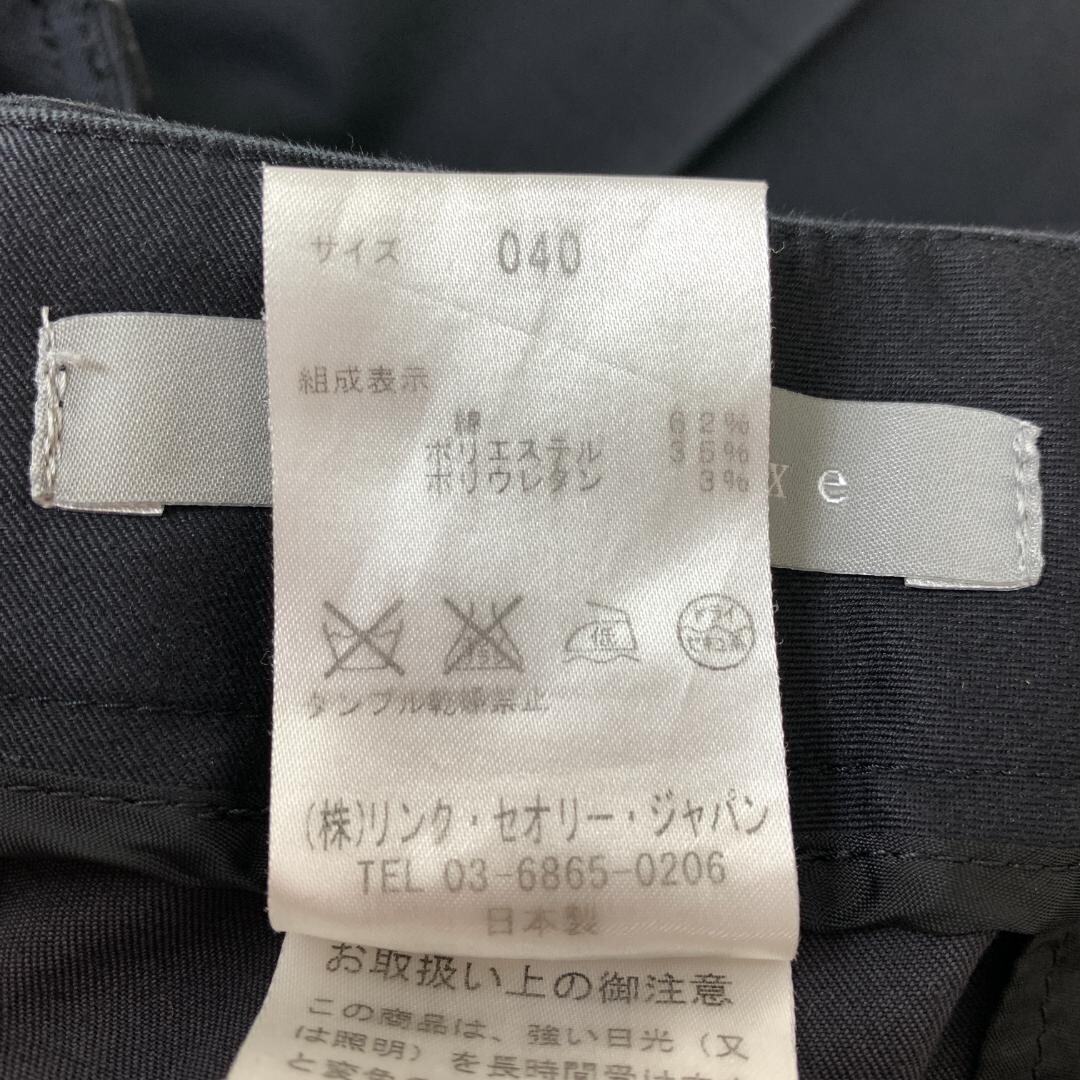 サイズ 040
組成表示
綿 62%
ポリエステル 35%
ポリウレタン 3%
x e
低
ドライ
タンブル乾燥禁止
(株)リンク・セオリー・ジャパン
TEL 03-6865-0206
日本製
お取扱い上の御注意
この商品は、強い日光(又
は照明)を長時間受け
と変色